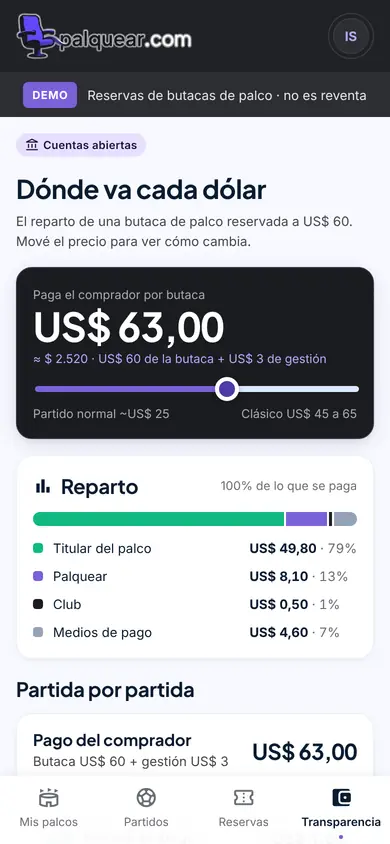 palquear.com
IS
DEMO Reservas de butacas de palco · no es reventa
Cuentas abiertas
Dónde va cada dólar
El reparto de una butaca de palco reservada a US$ 60.
Mové el precio para ver cómo cambia.
Paga el comprador por butaca
US$ 63,00
≈ $ 2.520 · US$ 60 de la butaca + US$ 3 de gestión
Partido normal ~US$ 25 Clásico US$ 45 a 65
Reparto 100% de lo que se paga
Titular del palco US$ 49,80 · 79%
Palquear US$ 8,10 · 13%
Club US$ 0,50 · 1%
Medios de pago US$ 4,60 · 7%
Partida por partida
Pago del comprador US$ 63,00
Butaca US$ 60 + gestión US$ 3
Mis palcos Partidos Reservas Transparencia